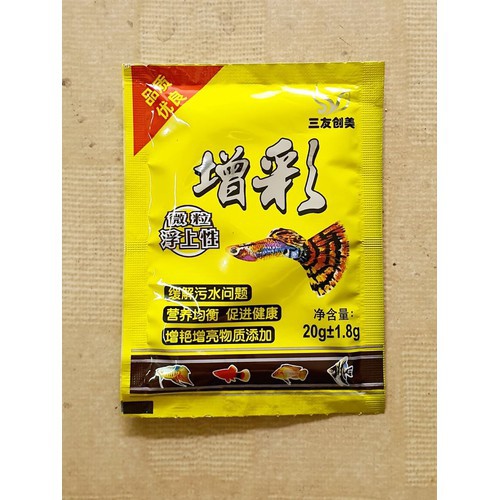 品质
优良
三友创美
增彩
微粒
浮上性
缓解污水问题
营养均衡 促进健康
增艳增亮物质添加
净含量:
20g±1.8g